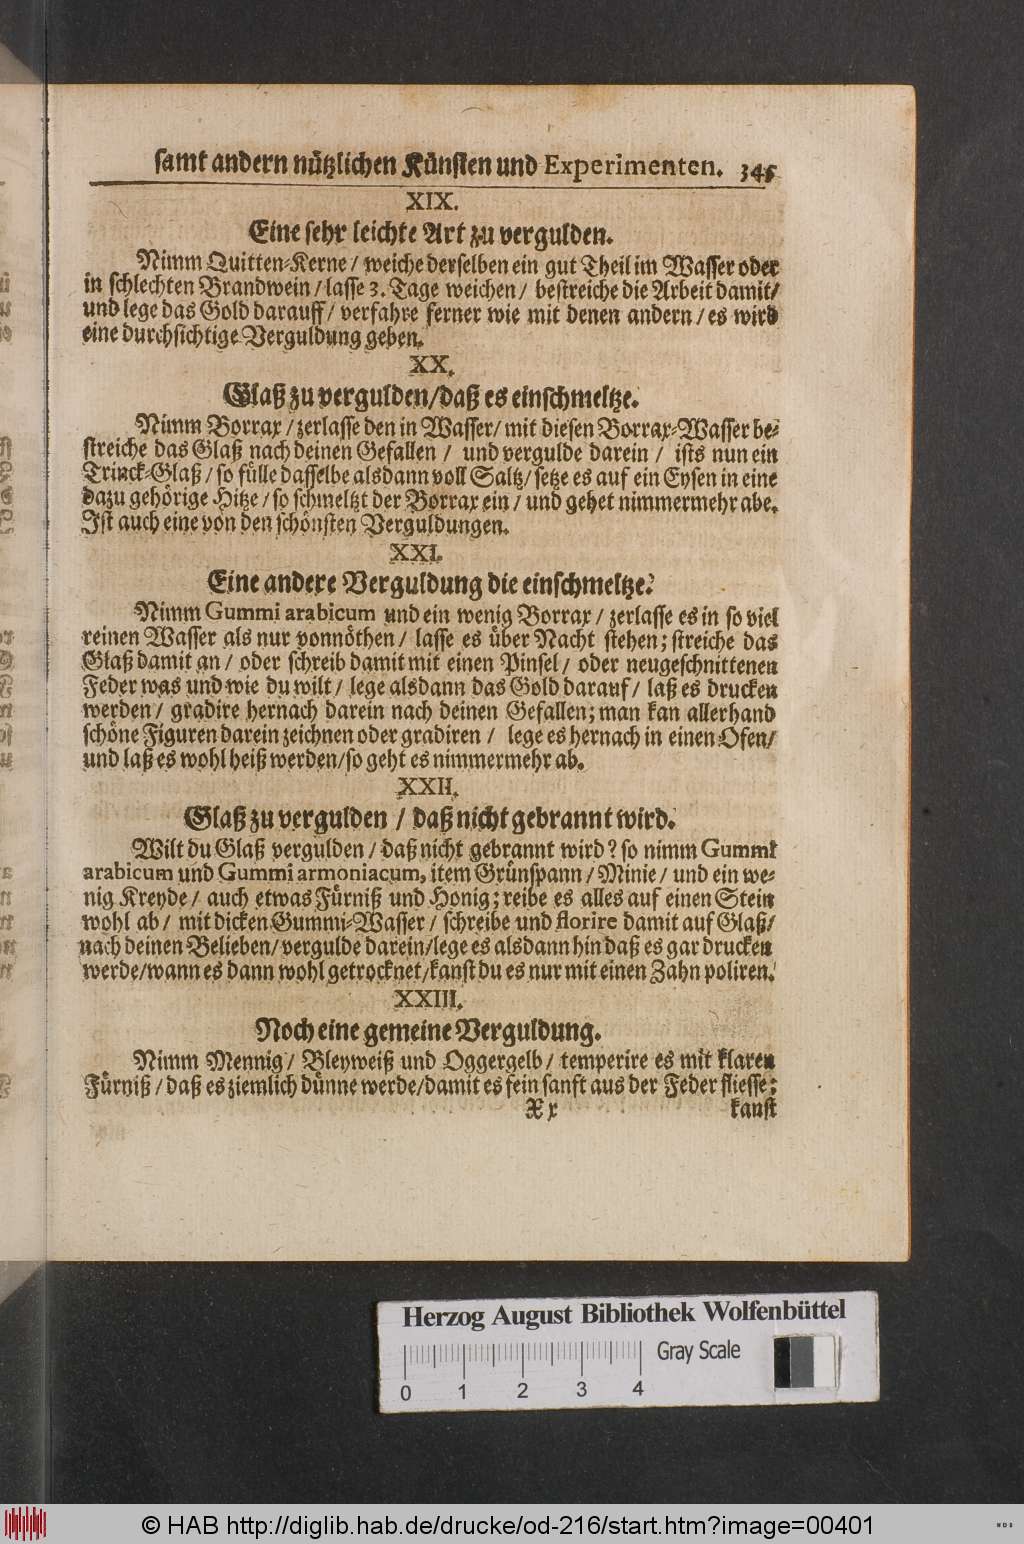 samt andern nützlichen Künsten und Experimenten. 345
XIX.
Eine sehr leichte Art zu vergulden.
Nimm Quitten-Kerne / weiche derselben ein gut Theil im Wasser oder
in schlechten Brandwein / lasse 3. Tage weichen / bestreiche die Arbeit damit /
und lege das Gold darauff / verfahre ferner wie mit denen andern / es wird
eine durchsichtige Verguldung geben.
XX.
Glaß zu vergulden / daß es einschmeltze.
Nimm Borrax / zerlasse den in Wasser / mit diesen Borrax-Wasser be-
streiche das Glaß nach deinen Gefallen / und vergulde darein / ists nun ein
Trinck-Glaß / so fülle dasselbe alsdann voll Saltz / setze es auf ein Eysen in eine
dazu gehörige Hitze / so schmeltzt der Borrax ein / und gehet nimmermehr abe.
Ist auch eine von den schönsten Verguldungen.
XXI.
Eine andere Verguldung die einschmeltze.
Nimm Gummi arabicum und ein wenig Borrax / zerlasse es in so viel
reinen Wasser als nur vonnöthen / lasse es über Nacht stehen; streiche das
Glaß damit an / oder schreib damit mit einen Pinsel / oder neugeschnittenen
Feder was und wie du wilt / lege alsdann das Gold darauf / laß es drucken
werden / gradire hernach darein nach deinen Gefallen; man kan allerhand
schöne Figuren darein zeichnen oder gradiren / lege es hernach in einen Ofen /
und laß es wohl heiß werden / so geht es nimmermehr ab.
XXII.
Glaß zu vergulden / daß nicht gebrannt wird.
Wilt du Glaß vergulden / daß nicht gebrannt wird? so nimm Gummi
arabicum und Gummi armoniacum, item Grünspann / Minie / und ein we-
nig Kreyde / auch etwas Fürniß und Honig; reibe es alles auf einen Stein
wohl ab / mit dicken Gummi-Wasser / schreibe und florire damit auf Glaß /
nach deinen Belieben / vergulde darein / lege es alsdann hin daß es gar drucken
werde / wann es dann wohl getrocknet / kanst du es nur mit einen Zahn poliren.
XXIII.
Noch eine gemeine Verguldung.
Nimm Mennig / Bleyweiß und Oggergelb / temperire es mit klaren
Fürniß / daß es ziemlich dünne werde / damit es fein sanft aus der Feder fliesse;
Xx kanst
Herzog August Bibliothek Wolfenbüttel
Gray Scale
0 1 2 3 4
© HAB http://diglib.hab.de/drucke/od-216/start.htm?image=00401